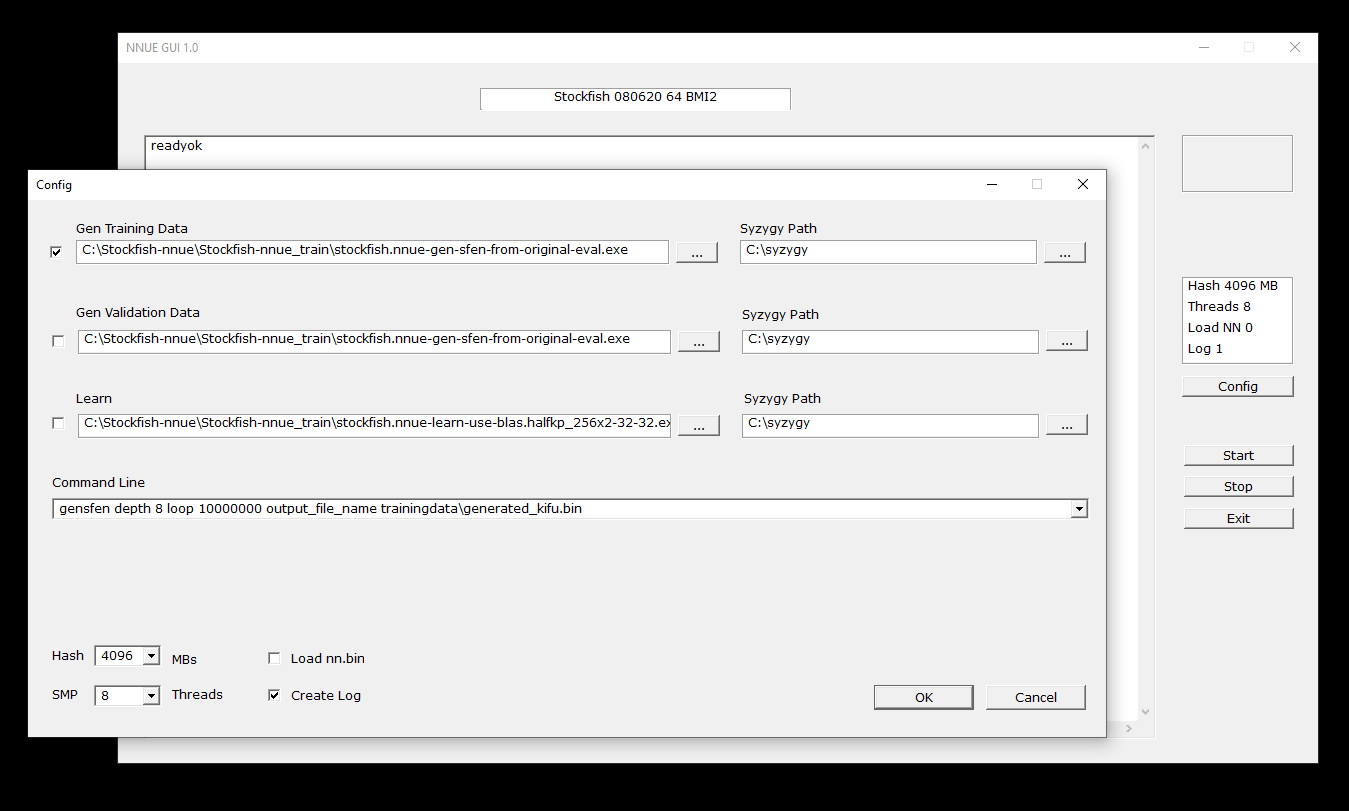 NNUE GUI 1.0
Stockfish 080620 64 BMI2
readyok
Config
Gen Training Data
Syzygy Path
C:\Stockfish-nnue\Stockfish-nnue_train\stockfish.nnue-gen-sfen-from-original-eval.exe
...
C:\syzygy
...
Gen Validation Data
Syzygy Path
C:\Stockfish-nnue\Stockfish-nnue_train\stockfish.nnue-gen-sfen-from-original-eval.exe
...
C:\syzygy
...
Learn
Syzygy Path
C:\Stockfish-nnue\Stockfish-nnue_train\stockfish.nnue-learn-use-blas.halfkp_256x2-32-32.ex
...
C:\syzygy
...
Command Line
gensfen depth 8 loop 10000000 output_file_name trainingdata\generated_kifu.bin
Hash 4096 MBs
Load nn.bin
SMP 8 Threads
Create Log
OK
Cancel
Hash 4096 MB
Threads 8
Load NN 0
Log 1
Config
Start
Stop
Exit